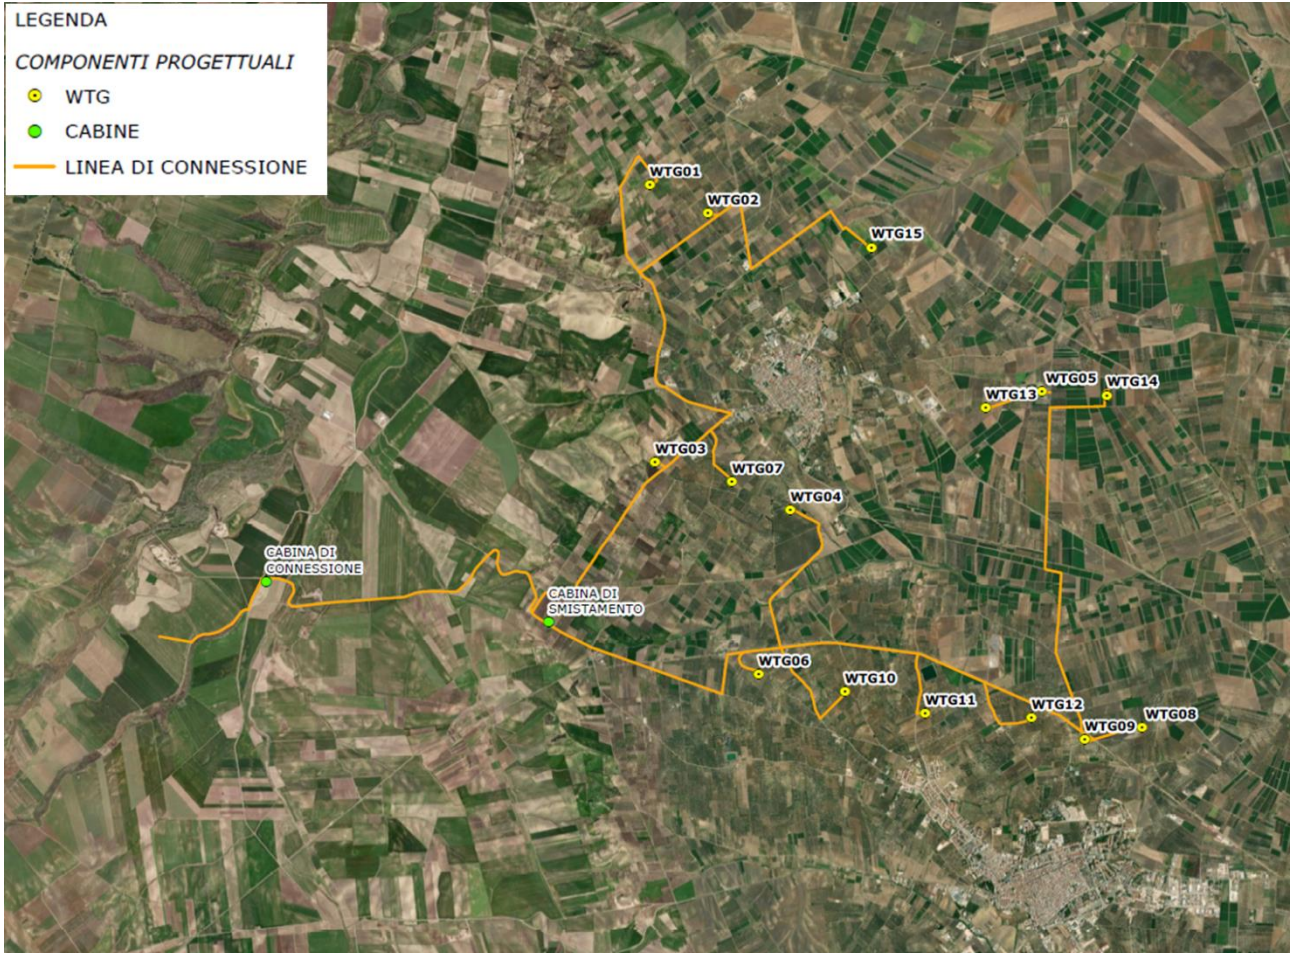 LEGENDA
COMPONENTI PROGETTUALI
WTG
CABINE
LINEA DI CONNESSIONE
WTG01
WTG02
WTG15
WTG05
WTG14
WTG13
WTG03
WTG07
WTG04
CABINA DI
CONNESSIONE
CABINA DI
SMISTAMENTO
WTG06
WTG10
WTG11
WTG12
WTG08
WTG09